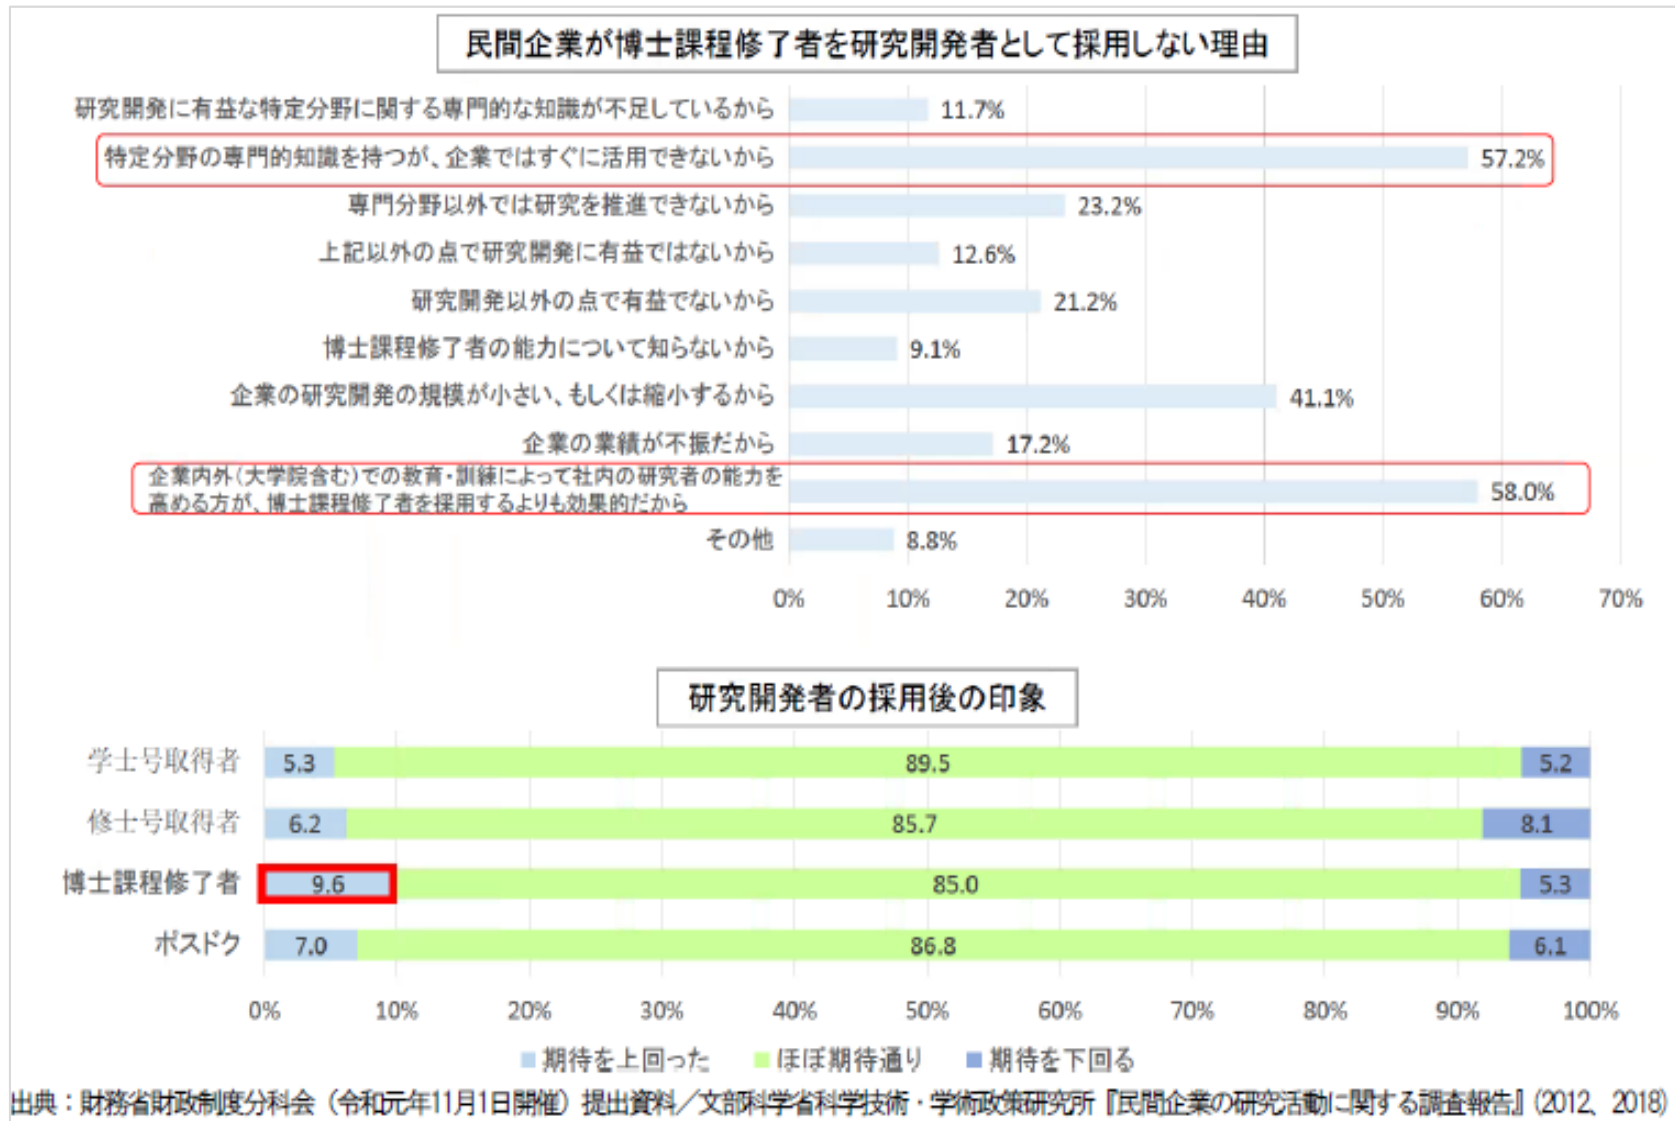 民間企業が博士課程修了者を研究開発者として採用しない理由
研究開発に有益な特定分野に関する専門的な知識が不足しているから 11.7%
特定分野の専門的知識を持つが、企業ではすぐに活用できないから 57.2%
専門分野以外では研究を推進できないから 23.2%
上記以外の点で研究開発に有益ではないから 12.6%
研究開発以外の点で有益でないから 21.2%
博士課程修了者の能力について知らないから 9.1%
企業の研究開発の規模が小さい、もしくは縮小するから 41.1%
企業の業績が不振だから 17.2%
企業内外(大学院含む)での教育・訓練によって社内の研究者の能力を
高める方が、博士課程修了者を採用するよりも効果的だから 58.0%
その他 8.8%
0% 10% 20% 30% 40% 50% 60% 70%
研究開発者の採用後の印象
学士号取得者 5.3 89.5 5.2
修士号取得者 6.2 85.7 8.1
博士課程修了者 9.6 85.0 5.3
ポスドク 7.0 86.8 6.1
0% 10% 20% 30% 40% 50% 60% 70% 80% 90% 100%
期待を上回った ほぼ期待通り 期待を下回る
出典：財務省財政制度分科会（令和元年11月1日開催）提出資料／文部科学省科学技術・学術政策研究所『民間企業の研究活動に関する調査報告』(2012、2018)